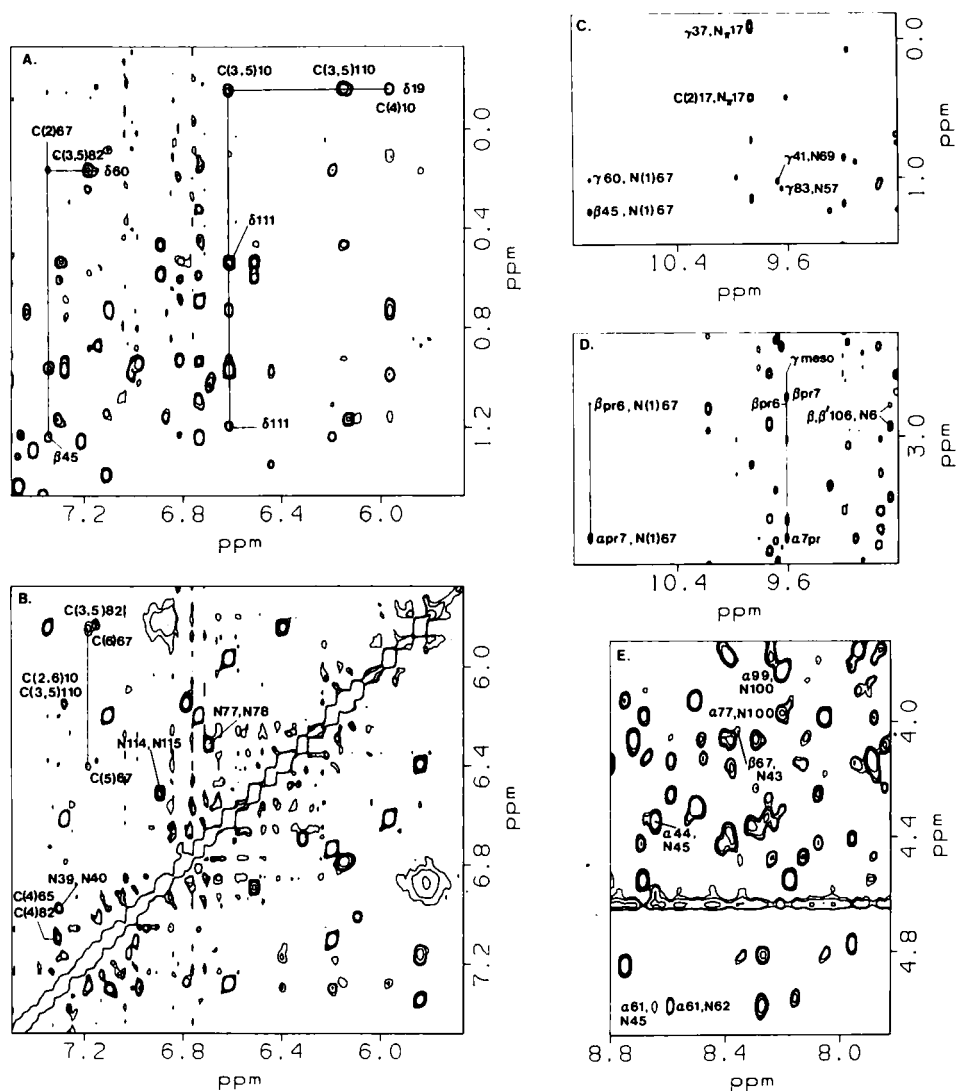 A.
C(3,5)10
C(3,5)110
δ19
C(4)10
C(2)67
C(3,5)82
δ60
δ111
δ111
β45
0.0
0.4
0.8
1.2
ppm
7.2
6.8
6.4
6.0
ppm
B.
C(3,5)82
C(6)67
C(2,6)10
C(3,5)110
N77,N78
N114,N115
C(5)67
N39,N40
C(4)65
C(4)82
6.0
6.4
6.8
7.2
ppm
7.2
6.8
6.4
6.0
ppm
C.
γ37,Nπ17
C(2)17,Nπ17
γ41,N69
γ60,N(1)67
γ83,N57
β45,N(1)67
0.0
1.0
ppm
10.4
9.6
ppm
D.
γmeso
βpr7
βpr6,N(1)67
βpr6
β,β'106,N6
αpr7,N(1)67
α7pr
3.0
ppm
10.4
9.6
ppm
E.
α99,
N100
α77,N100
β67,
N43
α44,
N45
α61,
N45
α61,N62
4.0
4.4
4.8
ppm
8.8
8.4
8.0
ppm